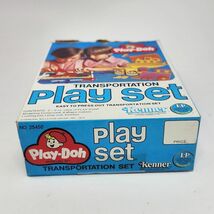 Play-Doh
TRANSPORTATION
Play Set
EASY TO PRESS OUT TRANSPORTATION SET
Kenner
NO. 25450
Play-Doh
play
set
TRANSPORTATION SET
Kenner
PRICE